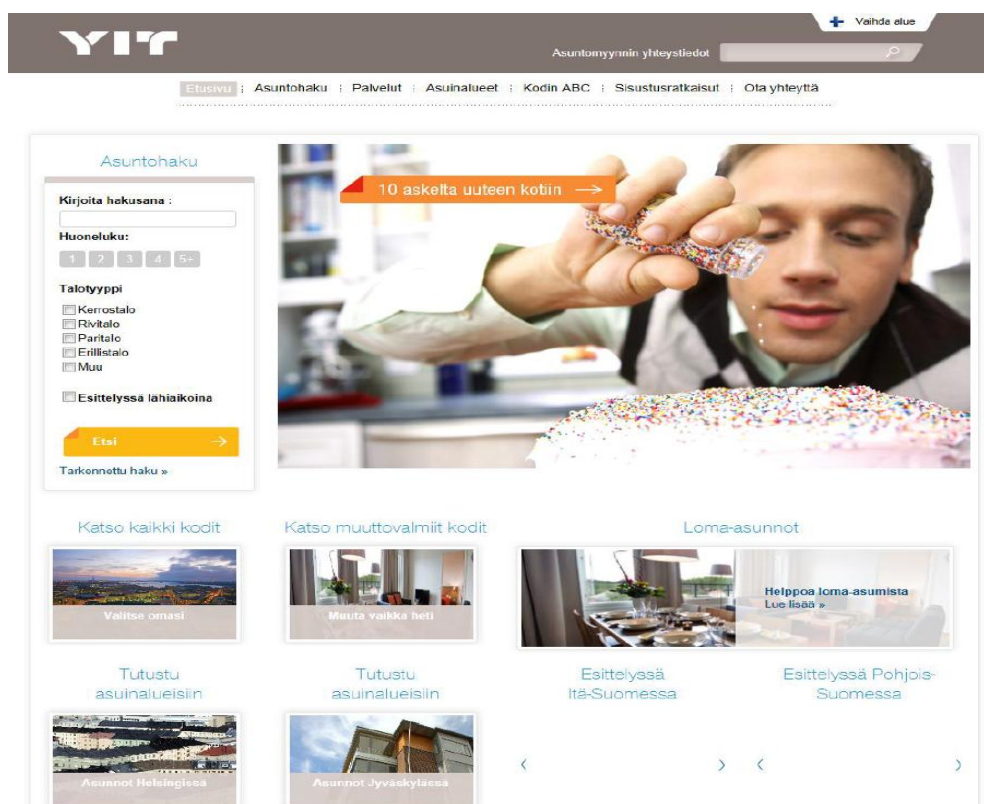 Vaihda alue
YIT
Asuntomyynnin yhteystiedot
Etusivu
Asuntohaku
Palvelut
Asuinalueet
Kodin ABC
Sisustusratkaisut
Ota yhteyttä
Asuntohaku
Kirjoita hakusana :
Huoneluku:
1 2 3 4 5+
Talotyyppi
Kerrostalo
Rivitalo
Paritalo
Erillistalo
Muu
Esittelyssä lähiaikoina
Etsi
Tarkennettu haku »
10 askelta uuteen kotiin
Katso kaikki kodit
Valitse omasi
Katso muuttovalmiit kodit
Muuta vaikka heti
Loma-asunnot
Helppoa loma-asumista
Lue lisää »
Tutustu
asuinalueisiin
Asunnot Helsingissä
Tutustu
asuinalueisiin
Asunnot Jyväskylässä
Esittelyssä
Itä-Suomessa
Esittelyssä Pohjois-
Suomessa